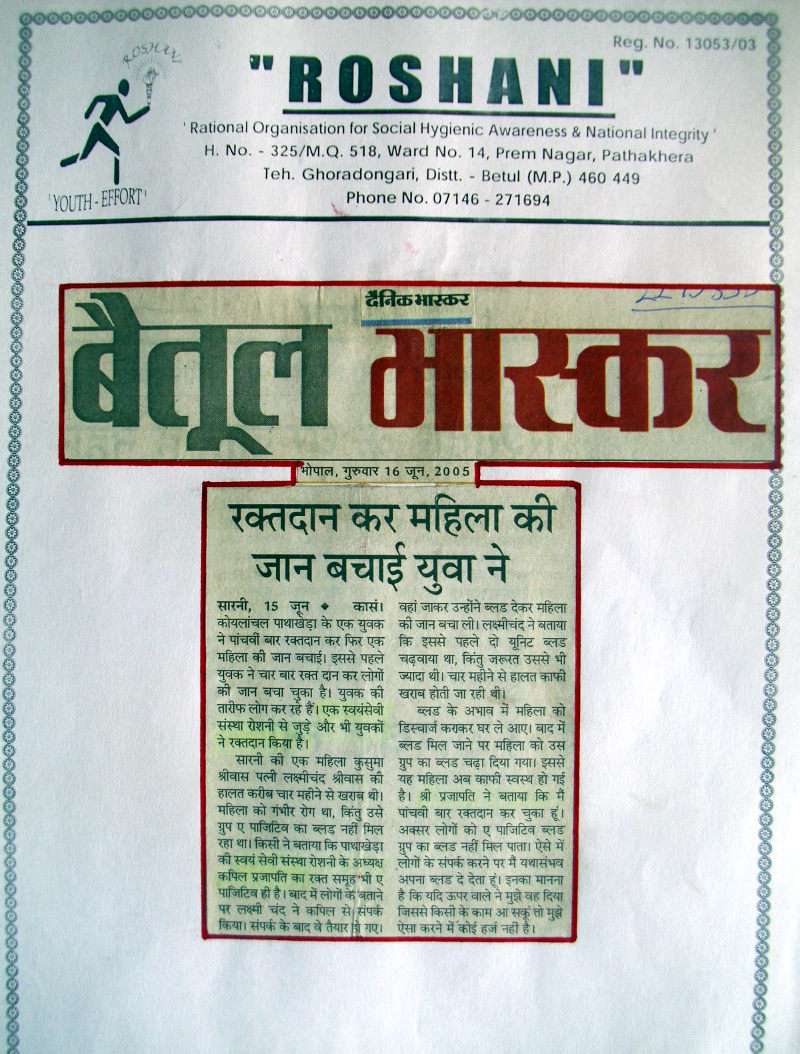 Reg. No. 13053/03
ROSHANI
"ROSHANI"
'Rational Organisation for Social Hygienic Awareness & National Integrity'
H. No. - 325/M.Q. 518, Ward No. 14, Prem Nagar, Pathakhera
Teh. Ghoradongari, Distt. - Betul (M.P.) 460 449
Phone No. 07146 - 271694
'YOUTH-EFFORT'
दैनिक भास्कर
बैतूल भास्कर
भोपाल, गुरुवार 16 जून, 2005
रक्तदान कर महिला की
जान बचाई युवा ने
सारनी, 15 जून ◆ कासं।
कोयलांचल पाथाखेड़ा के एक युवक
ने पांचवीं बार रक्तदान कर फिर एक
महिला की जान बचाई। इससे पहले
युवक ने चार बार रक्त दान कर लोगों
की जान बचा चुका है। युवक की
तारीफ लोग कर रहे हैं। एक स्वयंसेवी
संस्था रोशनी से जुड़े और भी युवकों
ने रक्तदान किया है।
सारनी की एक महिला कुसुमा
श्रीवास पत्नी लक्ष्मीचंद श्रीवास की
हालत करीब चार महीने से खराब थी।
महिला को गंभीर रोग था, किंतु उसे
ग्रुप ए पाजिटिव का ब्लड नहीं मिल
रहा था। किसी ने बताया कि पाथाखेड़ा
की स्वयं सेवी संस्था रोशनी के अध्यक्ष
कपिल प्रजापति का रक्त समूह भी ए
पाजिटिव ही है। बाद में लोगों के बताने
पर लक्ष्मी चंद ने कपिल से संपर्क
किया। संपर्क के बाद वे तैयार हो गए।
वहां जाकर उन्होंने ब्लड देकर महिला
की जान बचा ली। लक्ष्मीचंद ने बताया
कि इससे पहले दो यूनिट ब्लड
चढ़वाया था, किंतु जरूरत उससे भी
ज्यादा थी। चार महीने से हालत काफी
खराब होती जा रही थी।
ब्लड के अभाव में महिला को
डिस्चार्ज कराकर घर ले आए। बाद में
ब्लड मिल जाने पर महिला को उस
ग्रुप का ब्लड चढ़ा दिया गया। इससे
यह महिला अब काफी स्वस्थ हो गई
है। श्री प्रजापति ने बताया कि मैं
पांचवी बार रक्तदान कर चुका हूं।
अक्सर लोगों को ए पाजिटिव ब्लड
ग्रुप का ब्लड नहीं मिल पाता। ऐसे में
लोगों के संपर्क करने पर मैं यथासंभव
अपना ब्लड दे देता हूं। इनका मानना
है कि यदि ऊपर वाले ने मुझे वह दिया
जिससे किसी के काम आ सकूं तो मुझे
ऐसा करने में कोई हर्ज नहीं है।